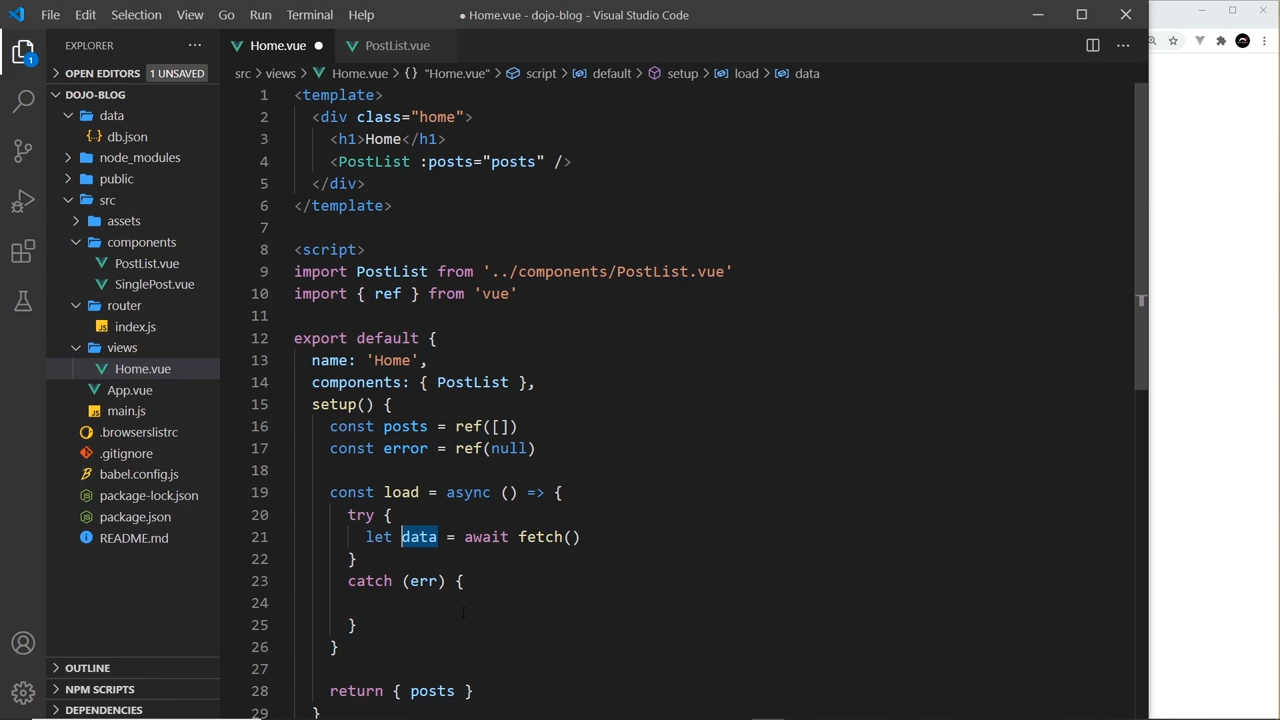 File Edit Selection View Go Run Terminal Help
● Home.vue - dojo-blog - Visual Studio Code
EXPLORER ···
Home.vue ●
PostList.vue
OPEN EDITORS 1 UNSAVED
src > views > Home.vue > {} "Home.vue" > script > default > setup > load > data
1
DOJO-BLOG
data
db.json
node_modules
public
src
assets
components
PostList.vue
SinglePost.vue
router
index.js
views
Home.vue
App.vue
main.js
.browserslistrc
.gitignore
babel.config.js
package-lock.json
package.json
README.md
OUTLINE
NPM SCRIPTS
DEPENDENCIES
1 <template>
2 <div class="home">
3 <h1>Home</h1>
4 <PostList :posts="posts" />
5 </div>
6 </template>
7
8 <script>
9 import PostList from '../components/PostList.vue'
10 import { ref } from 'vue'
11
12 export default {
13 name: 'Home',
14 components: { PostList },
15 setup() {
16 const posts = ref([])
17 const error = ref(null)
18
19 const load = async () => {
20 try {
21 let data = await fetch()
22 }
23 catch (err) {
24
25 }
26 }
27
28 return { posts }
29 }